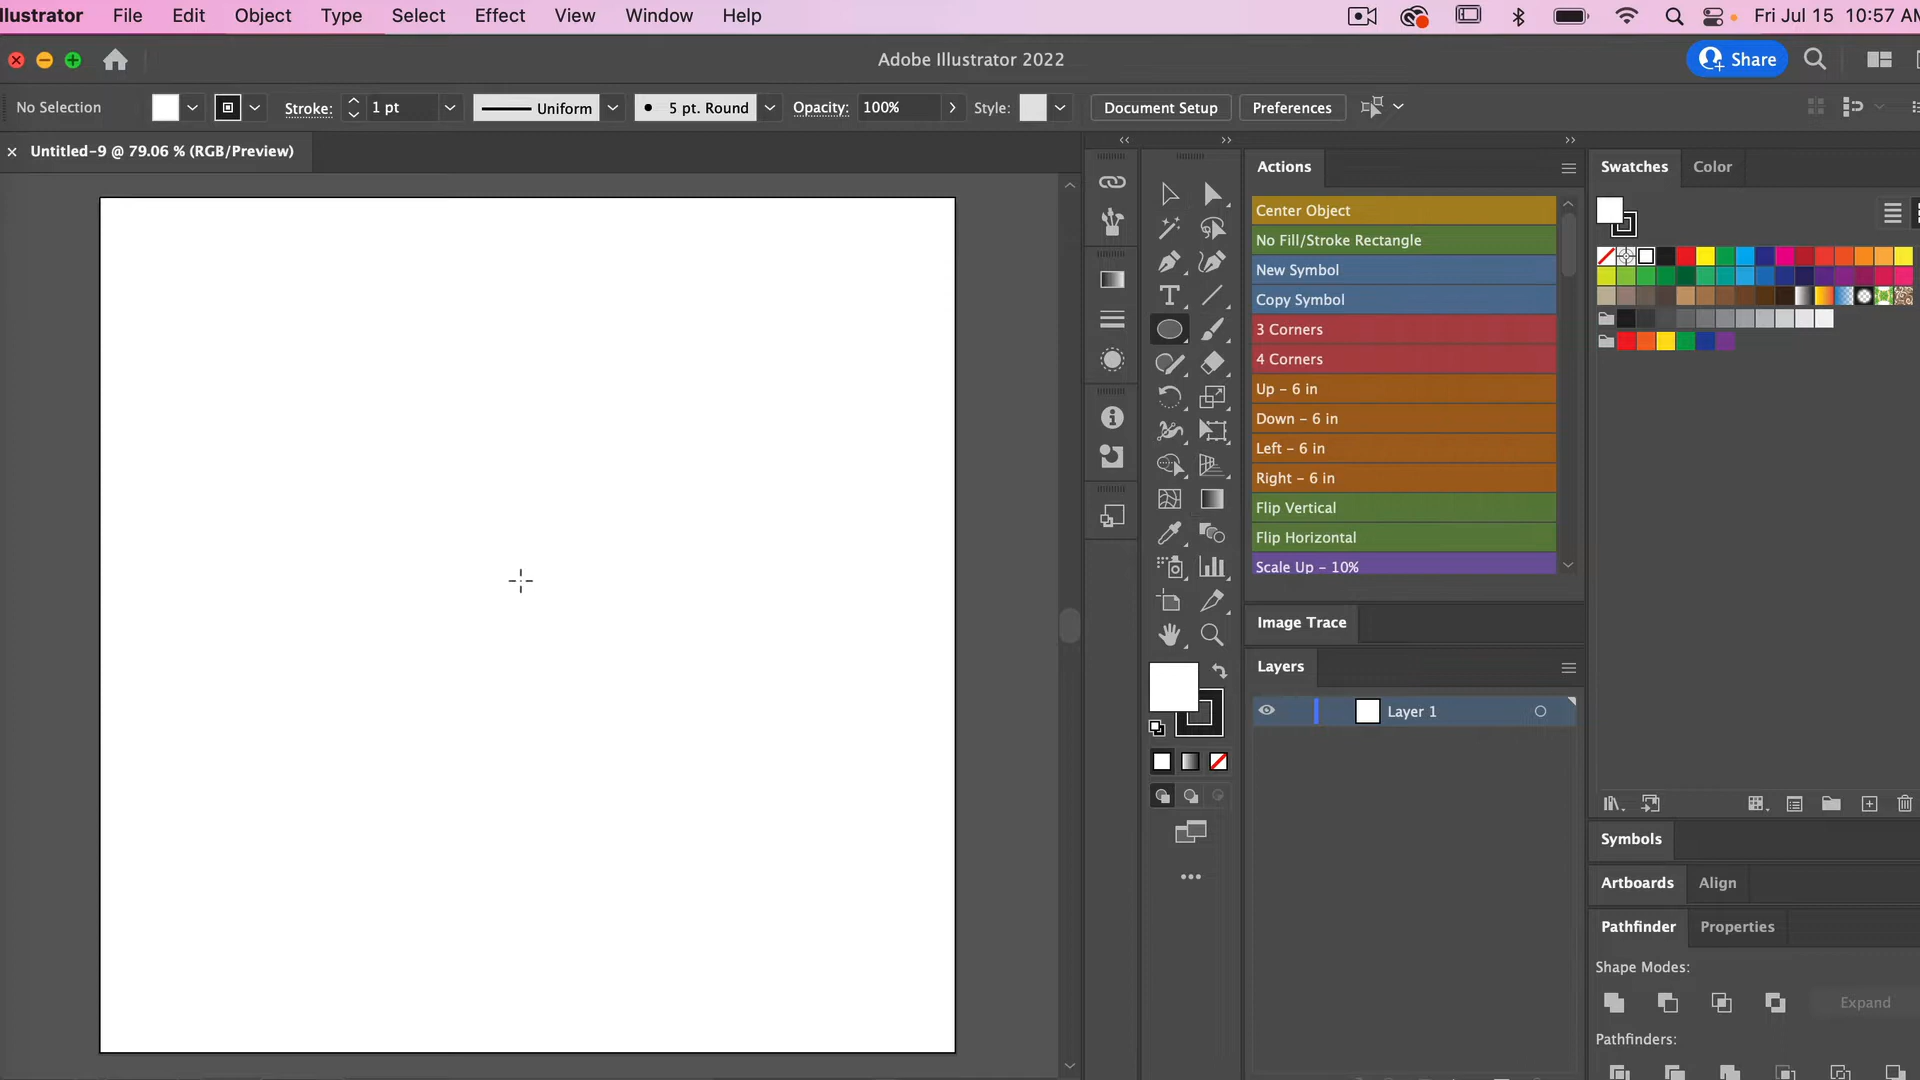 llustrator File Edit Object Type Select Effect View Window Help Fri Jul 15 10:57 AM
Adobe Illustrator 2022 Share
No Selection Stroke: 1 pt Uniform 5 pt. Round Opacity: 100% Style: Document Setup Preferences
Untitled-9 @ 79.06 % (RGB/Preview)
Actions
Center Object
No Fill/Stroke Rectangle
New Symbol
Copy Symbol
3 Corners
4 Corners
Up - 6 in
Down - 6 in
Left - 6 in
Right - 6 in
Flip Vertical
Flip Horizontal
Scale Up - 10%
Image Trace
Layers
Layer 1
Swatches Color
Symbols
Artboards Align
Pathfinder Properties
Shape Modes:
Expand
Pathfinders: